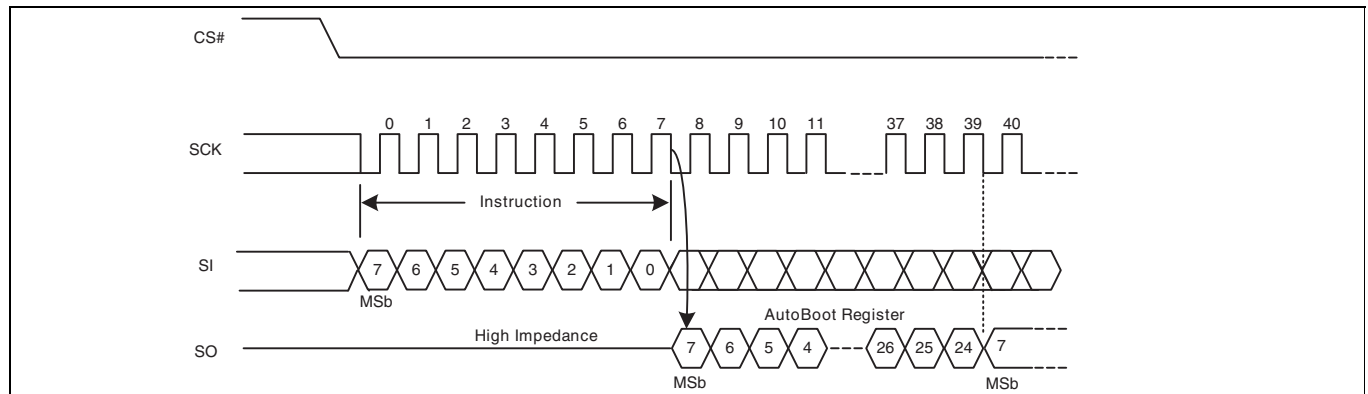 CS#
0 1 2 3 4 5 6 7 8 9 10 11 37 38 39 40
SCK
Instruction
SI
7 6 5 4 3 2 1 0
MSb
AutoBoot Register
High Impedance
SO
7 6 5 4 26 25 24 7
MSb MSb